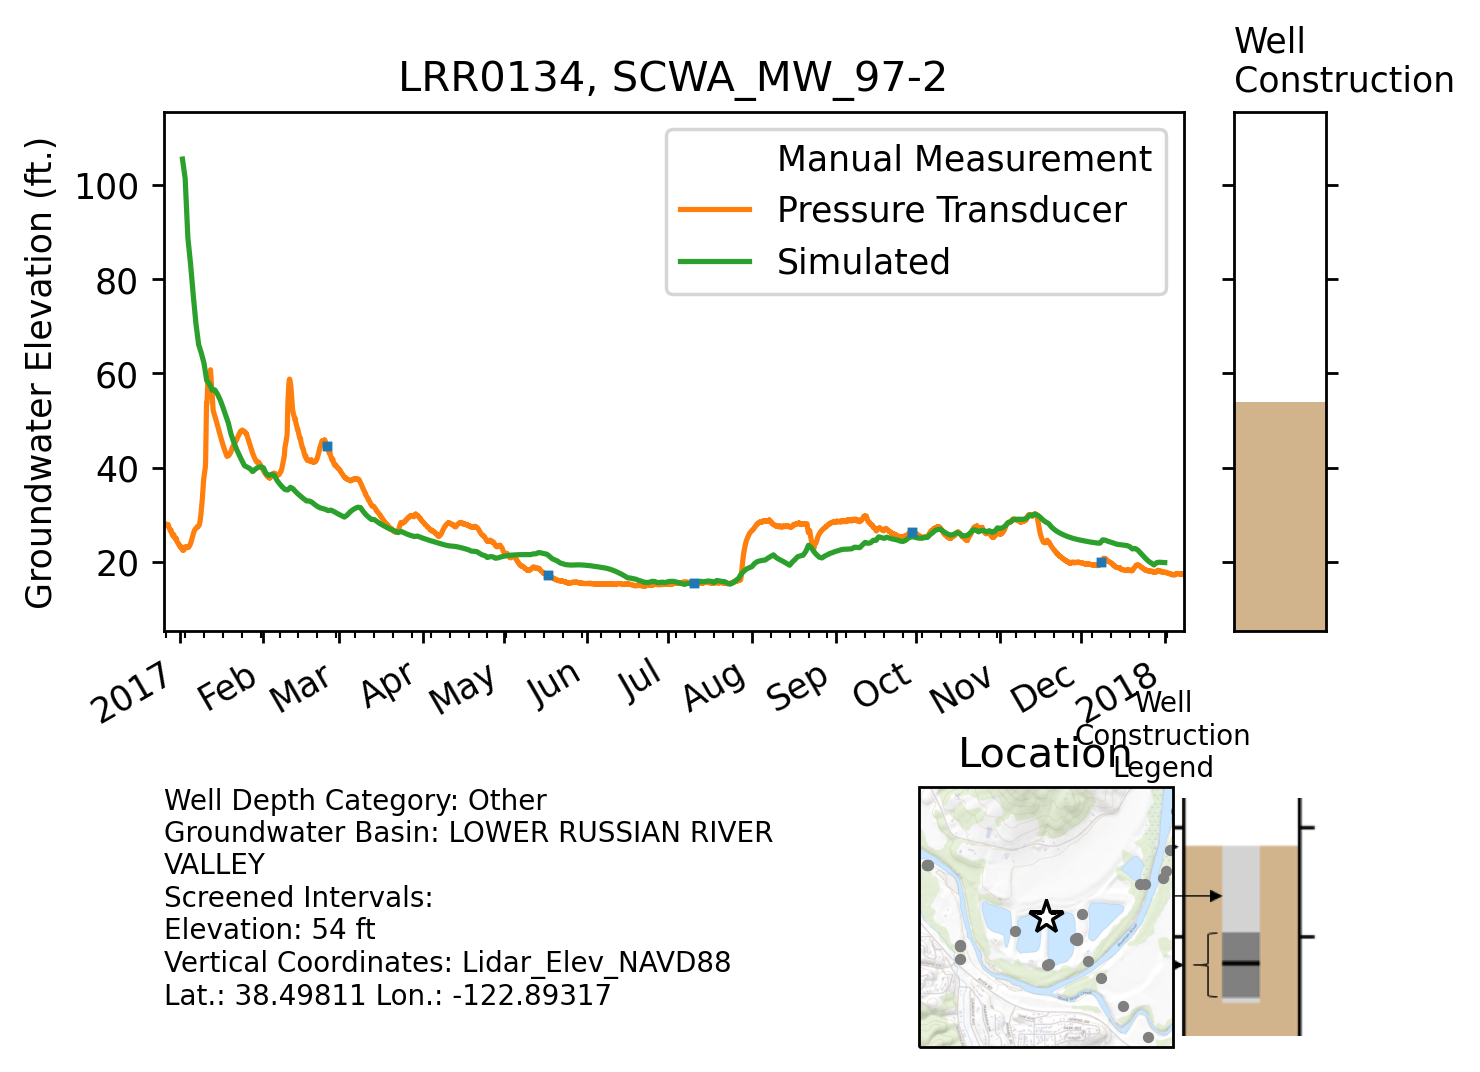 Well
Construction
LRR0134, SCWA_MW_97-2
Groundwater Elevation (ft.)
100
80
60
40
20
Manual Measurement
Pressure Transducer
Simulated
2017
Feb
Mar
Apr
May
Jun
Jul
Aug
Sep
Oct
Nov
Dec
2018
Well
Construction
Legend
Location
Well Depth Category: Other
Groundwater Basin: LOWER RUSSIAN RIVER
VALLEY
Screened Intervals:
Elevation: 54 ft
Vertical Coordinates: Lidar_Elev_NAVD88
Lat.: 38.49811 Lon.: -122.89317